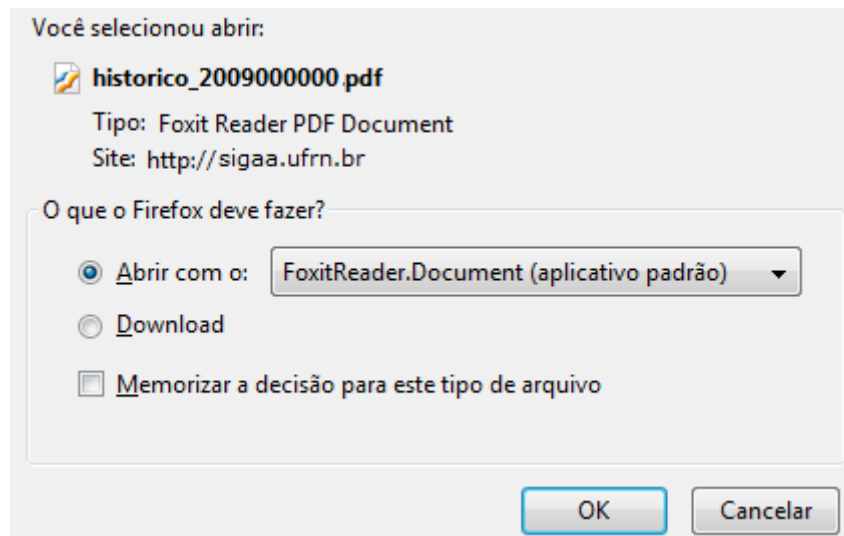 Você selecionou abrir:
historico_2009000000.pdf
Tipo: Foxit Reader PDF Document
Site: http://sigaa.ufrn.br
O que o Firefox deve fazer?
Abrir com o: FoxitReader.Document (aplicativo padrão)
Download
Memorizar a decisão para este tipo de arquivo
OK Cancelar